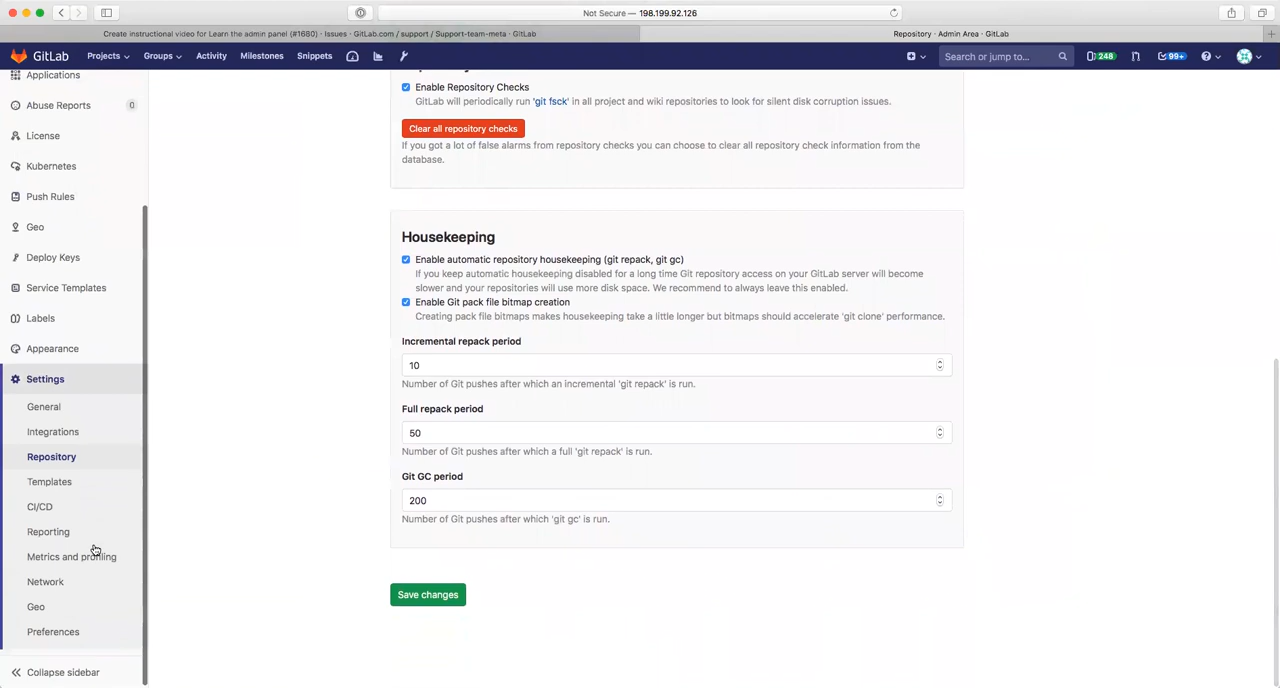 Not Secure — 198.199.92.126
Create instructional video for Learn the admin panel (#1680) · Issues · GitLab.com / support / Support-team-meta · GitLab
Repository · Admin Area · GitLab
GitLab Projects Groups Activity Milestones Snippets Search or jump to... 248 99+
Applications
Abuse Reports 0
License
Kubernetes
Push Rules
Geo
Deploy Keys
Service Templates
Labels
Appearance
Settings
General
Integrations
Repository
Templates
CI/CD
Reporting
Metrics and profiling
Network
Geo
Preferences
Collapse sidebar
Enable Repository Checks
GitLab will periodically run 'git fsck' in all project and wiki repositories to look for silent disk corruption issues.
Clear all repository checks
If you got a lot of false alarms from repository checks you can choose to clear all repository check information from the
database.
Housekeeping
Enable automatic repository housekeeping (git repack, git gc)
If you keep automatic housekeeping disabled for a long time Git repository access on your GitLab server will become
slower and your repositories will use more disk space. We recommend to always leave this enabled.
Enable Git pack file bitmap creation
Creating pack file bitmaps makes housekeeping take a little longer but bitmaps should accelerate 'git clone' performance.
Incremental repack period
10
Number of Git pushes after which an incremental 'git repack' is run.
Full repack period
50
Number of Git pushes after which a full 'git repack' is run.
Git GC period
200
Number of Git pushes after which 'git gc' is run.
Save changes